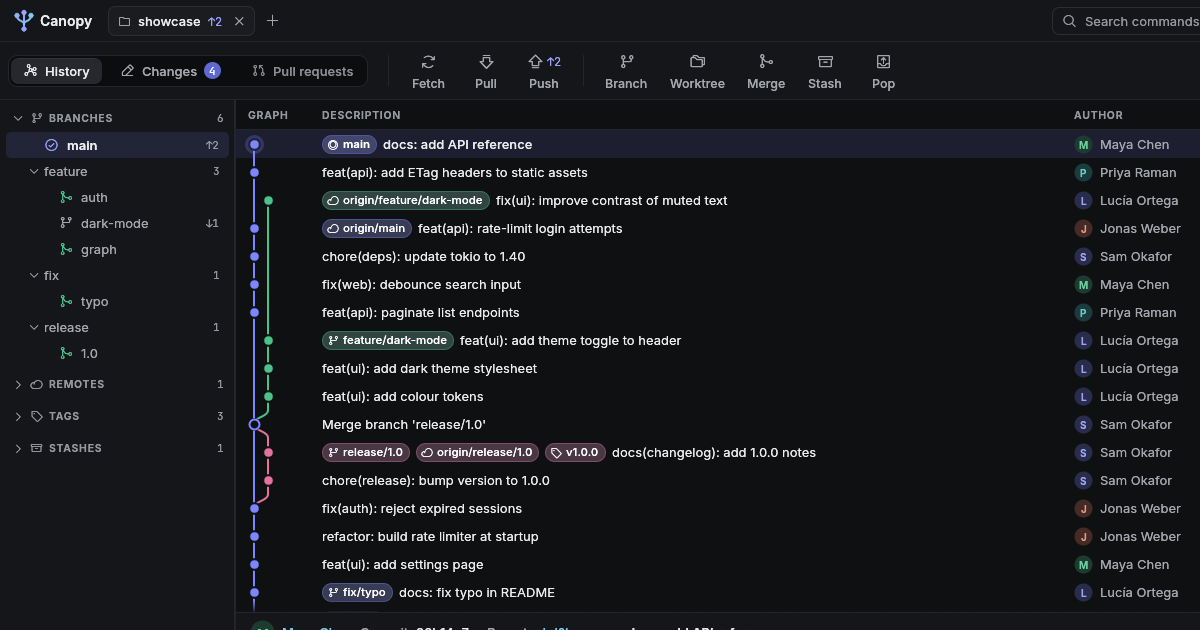 Canopy showcase ↑2 Search commands
History Changes 4 Pull requests Fetch Pull Push ↑2 Branch Worktree Merge Stash Pop
BRANCHES 6
main ↑2
feature 3
auth
dark-mode ↓1
graph
fix 1
typo
release 1
1.0
REMOTES 1
TAGS 3
STASHES 1
GRAPH DESCRIPTION AUTHOR
main docs: add API reference M Maya Chen
feat(api): add ETag headers to static assets P Priya Raman
origin/feature/dark-mode fix(ui): improve contrast of muted text L Lucía Ortega
origin/main feat(api): rate-limit login attempts J Jonas Weber
chore(deps): update tokio to 1.40 S Sam Okafor
fix(web): debounce search input M Maya Chen
feat(api): paginate list endpoints P Priya Raman
feature/dark-mode feat(ui): add theme toggle to header L Lucía Ortega
feat(ui): add dark theme stylesheet L Lucía Ortega
feat(ui): add colour tokens L Lucía Ortega
Merge branch 'release/1.0' S Sam Okafor
release/1.0 origin/release/1.0 v1.0.0 docs(changelog): add 1.0.0 notes S Sam Okafor
chore(release): bump version to 1.0.0 S Sam Okafor
fix(auth): reject expired sessions J Jonas Weber
refactor: build rate limiter at startup J Jonas Weber
feat(ui): add settings page M Maya Chen
fix/typo docs: fix typo in README L Lucía Ortega